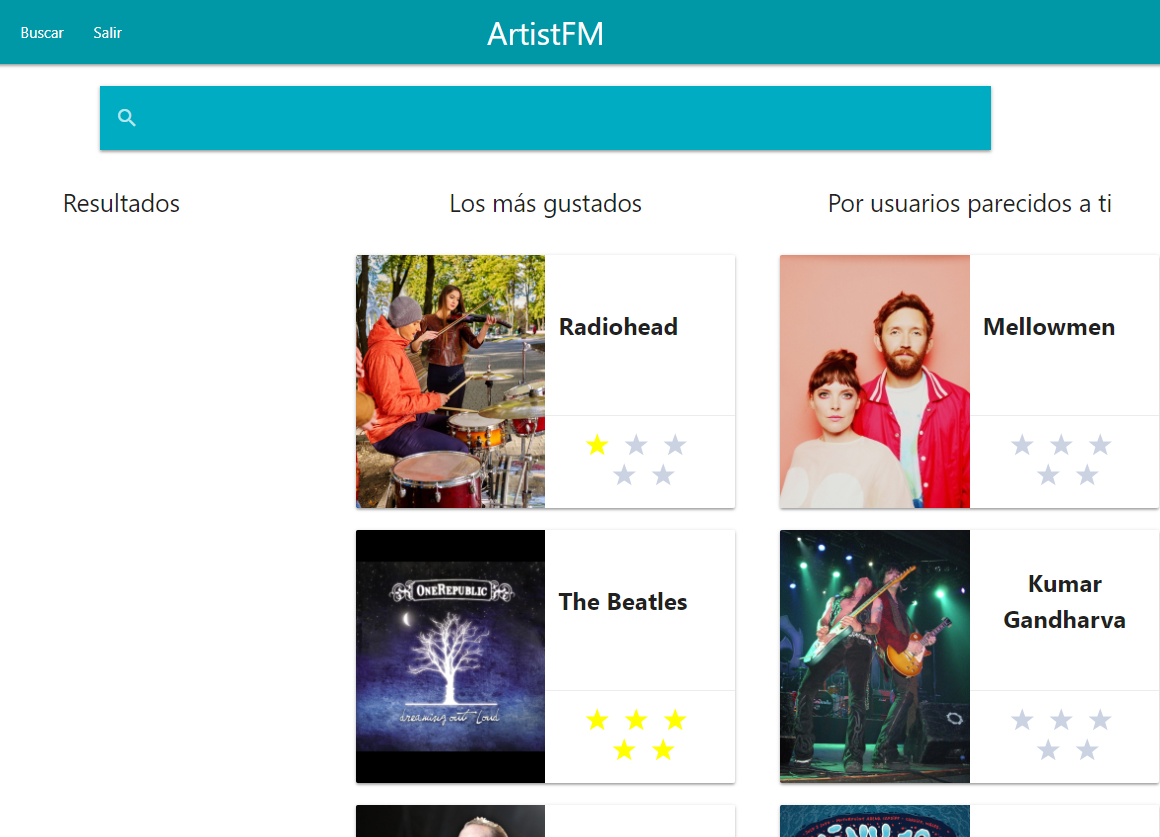 Buscar
Salir
ArtistFM
Resultados
Los más gustados
Por usuarios parecidos a ti
Radiohead
Mellowmen
ONEREPUBLIC
dreaming out loud
The Beatles
Kumar
Gandharva